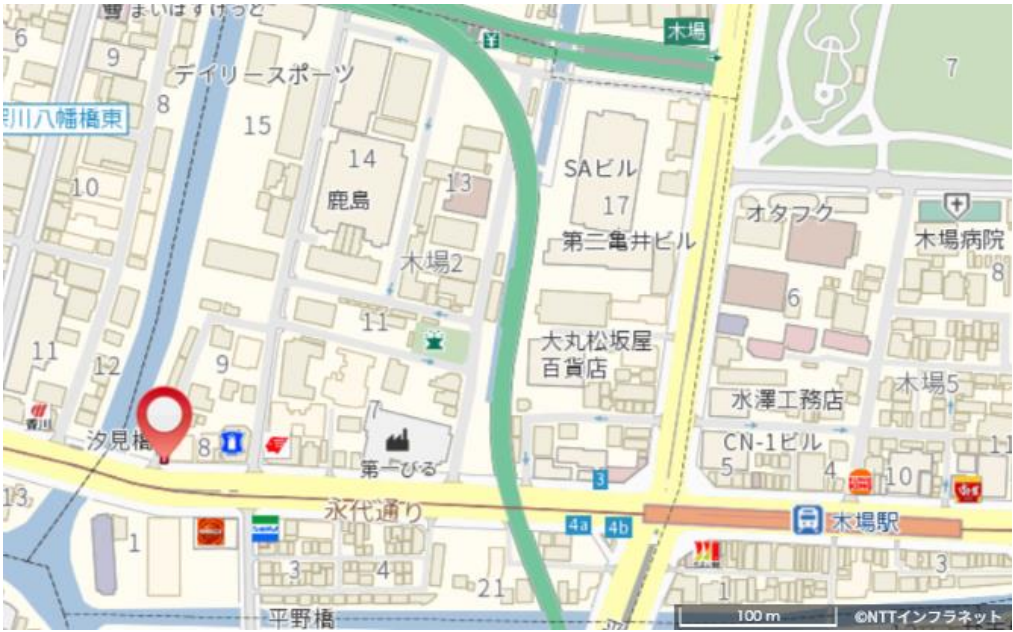 まいばすけっと
木場
6
9
7
デイリースポーツ
8
深川八幡橋東
15
14
SAビル
13
10
17
鹿島
オタフク
第二亀井ビル
木場病院
木場2
8
6
11
大丸松坂屋
百貨店
11
9
12
木場5
水澤工務店
香川
7
汐見橋
8
CN-1ビル
11
第一びる
5
4
10
3
13
永代通り
4a
4b
木場駅
1
3
4
3
21
1
平野橋
100 m
©NTTインフラネット